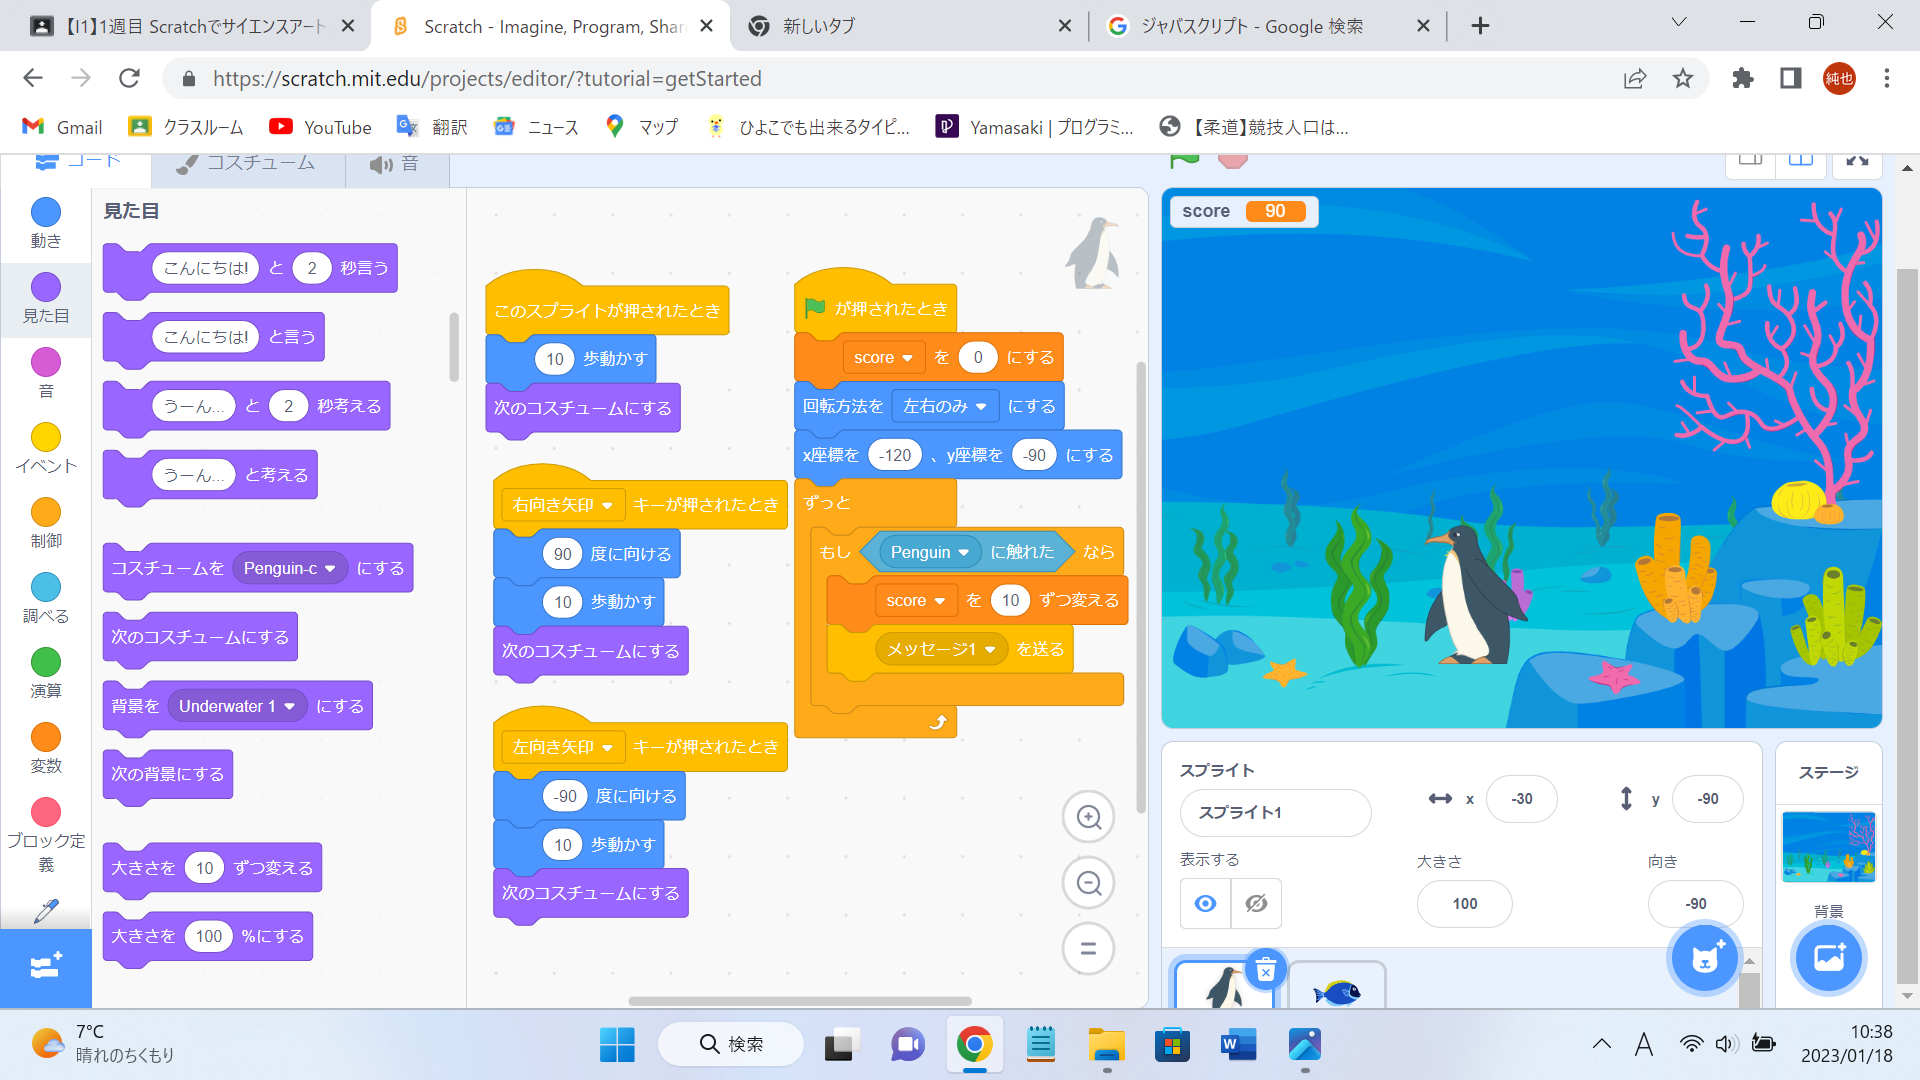 【I1】1週目 Scratchでサイエンスアート
Scratch - Imagine, Program, Share
新しいタブ
ジャバスクリプト - Google 検索
https://scratch.mit.edu/projects/editor/?tutorial=getStarted
純也
Gmail
クラスルーム
YouTube
翻訳
ニュース
マップ
ひよこでも出来るタイピ...
Yamasaki | プログラミ...
【柔道】競技人口は...
コード
コスチューム
音
動き
見た目
音
イベント
制御
調べる
演算
変数
ブロック定
義
見た目
こんにちは! と 2 秒言う
こんにちは! と言う
うーん... と 2 秒考える
うーん... と考える
コスチュームを Penguin-c にする
次のコスチュームにする
背景を Underwater 1 にする
次の背景にする
大きさを 10 ずつ変える
大きさを 100 %にする
このスプライトが押されたとき
10 歩動かす
次のコスチュームにする
右向き矢印 キーが押されたとき
90 度に向ける
10 歩動かす
次のコスチュームにする
左向き矢印 キーが押されたとき
-90 度に向ける
10 歩動かす
次のコスチュームにする
が押されたとき
score を 0 にする
回転方法を 左右のみ にする
x座標を -120 、y座標を -90 にする
ずっと
もし Penguin に触れた なら
score を 10 ずつ変える
メッセージ1 を送る
score 90
スプライト
スプライト1
x -30
y -90
表示する
大きさ
100
向き
-90
ステージ
背景
7°C
晴れのちくもり
検索
A
10:38
2023/01/18